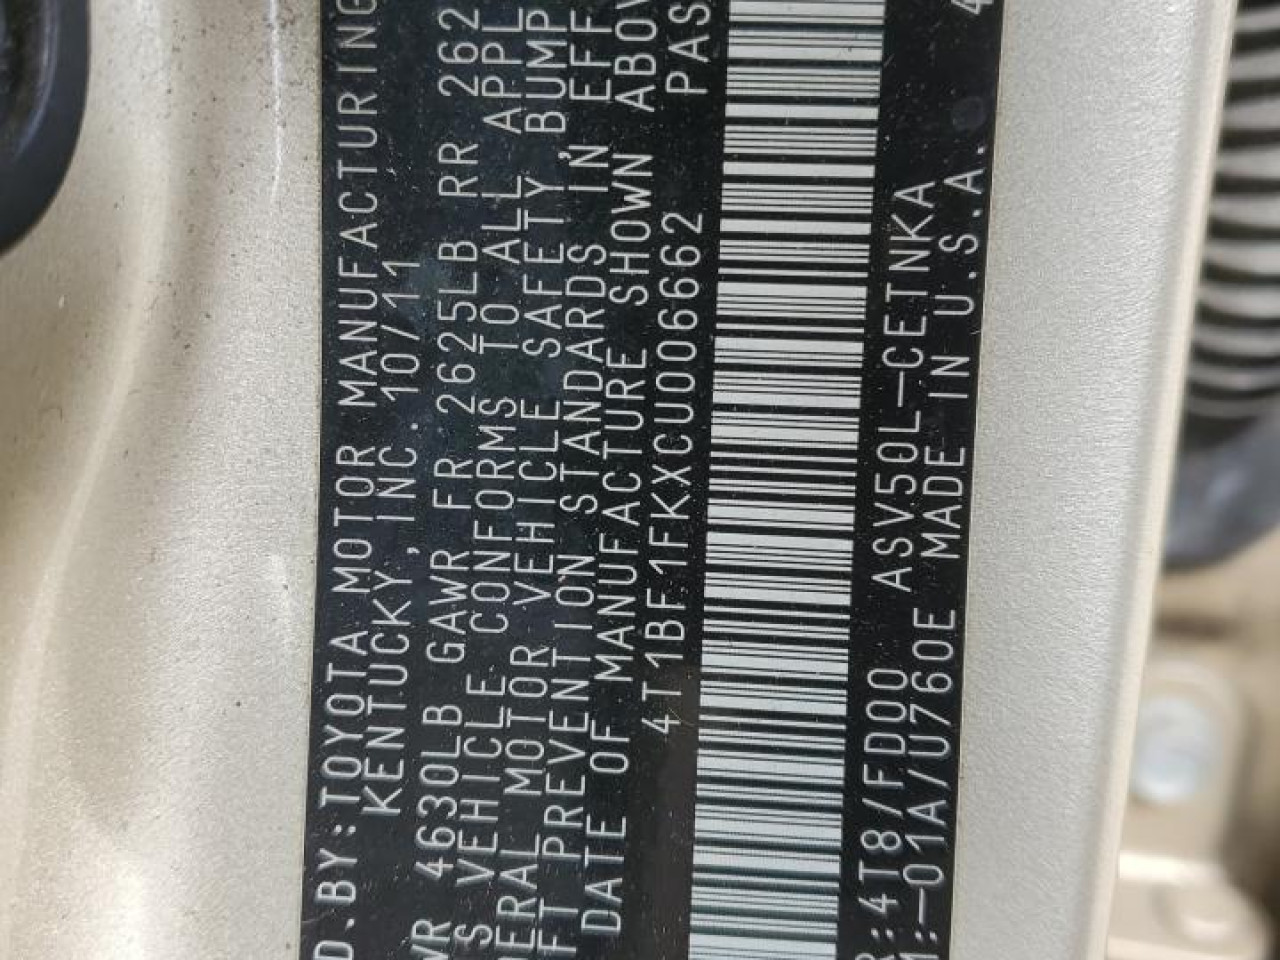 D.BY:TOYOTA MOTOR MANUFACTURING
KENTUCKY, INC. 10/11
WR 4630LB GAWR FR 2625LB RR 262
S VEHICLE CONFORMS TO ALL APPL
ERAL MOTOR VEHICLE SAFETY, BUMP
FT PREVENTION STANDARDS IN EFF
DATE OF MANUFACTURE SHOWN ABOV
4T1BF1FKXCU006662 PAS
R:4T8/FD00 ASV50L-CETNKA
M:-01A/U760E MADE IN U.S.A. 4